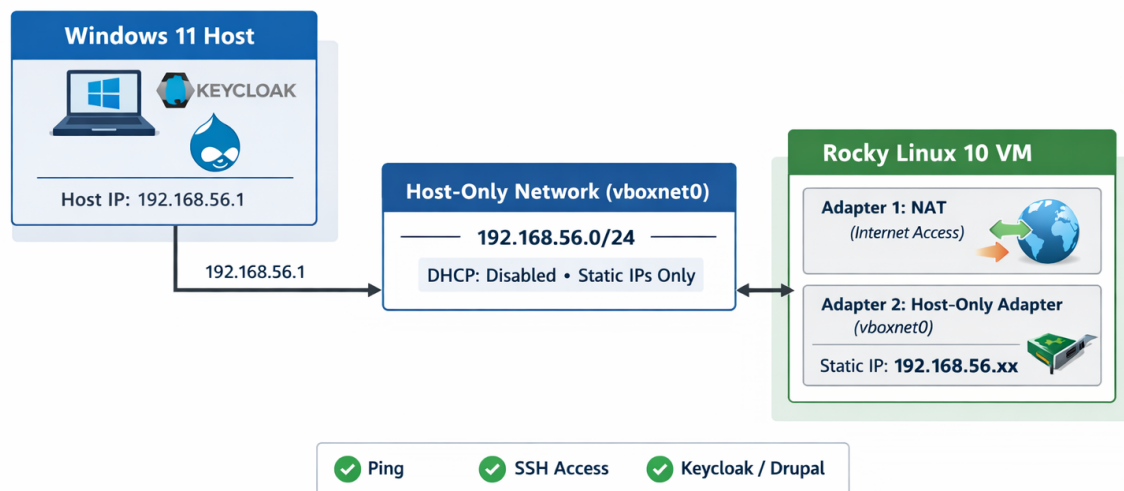 Windows 11 Host
KEYCLOAK
Host IP: 192.168.56.1
192.168.56.1
Host-Only Network (vboxnet0)
192.168.56.0/24
DHCP: Disabled • Static IPs Only
Rocky Linux 10 VM
Adapter 1: NAT
(Internet Access)
Adapter 2: Host-Only Adapter
(vboxnet0)
Static IP: 192.168.56.xx
Ping
SSH Access
Keycloak / Drupal